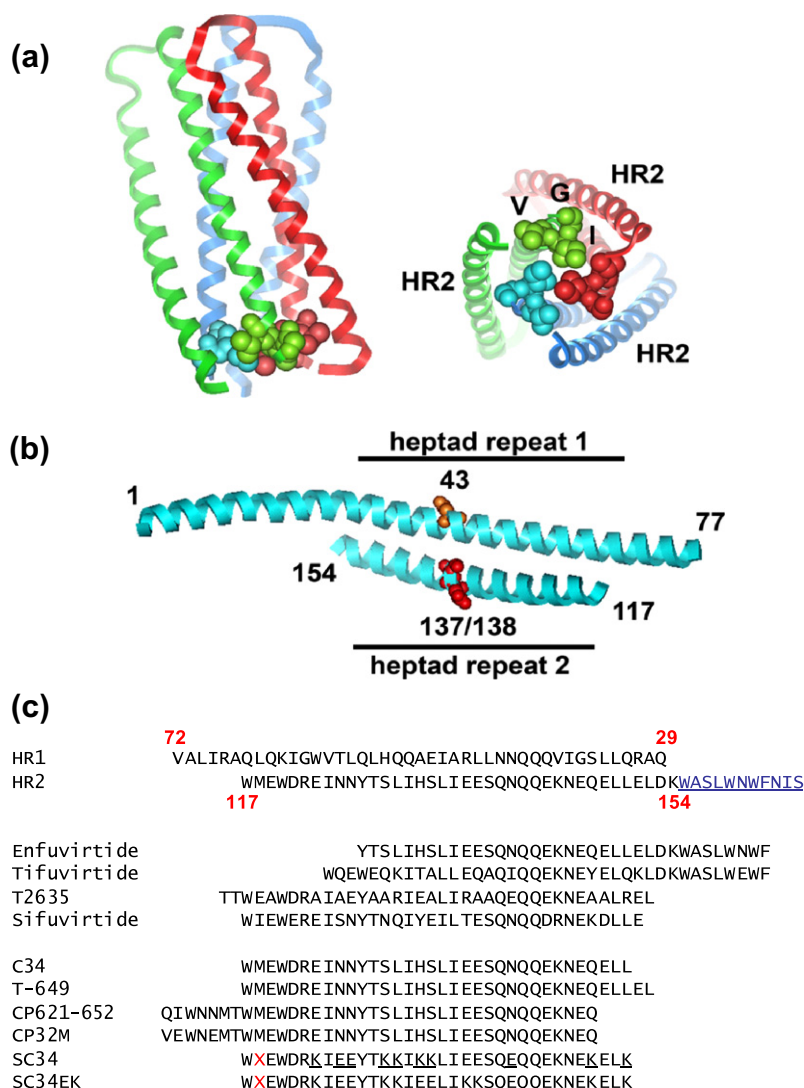 (a)
V
G
I
HR2
HR2
HR2
(b)
heptad repeat 1
1
43
77
154
137/138
117
heptad repeat 2
(c)
72 29
HR1 VALIRAQLQKIGWVTLQLHQQAEIARLLNNQQQVIGSLLQRAQ
HR2 WMEWDREINNYTSLIHSLIEESQNQQEKNEQELLELDKWASLWNWFNIS
117 154
Enfuvirtide YTSLIHSLIEESQNQQEKNEQELLELDKWASLWNWF
Tifuvirtide WQEWEQKITALLEQAQIQQEKNEYELQKLDKWASLWEWF
T2635 TTWEAWDRAIAEYAARIEALIRAAQEQQEKNEAALREL
Sifuvirtide WIEWEREISNYTNQIYEILTESQNQQDRNEKDLLE
C34 WMEWDREINNYTSLIHSLIEESQNQQEKNEQELL
T-649 WMEWDREINNYTSLIHSLIEESQNQQEKNEQELLEL
CP621-652 QIWNNMTWMEWDREINNYTSLIHSLIEESQNQQEKNEQ
CP32M VEWNEMTWMEWDREINNYTSLIHSLIEESQNQQEKNEQ
SC34 WXEWDRKIEEYTKKIKKLIEESQEQQEKNEKELK
SC34EK WXEWDRKIEEYTKKIEELIKKSQEQQEKNEKELK